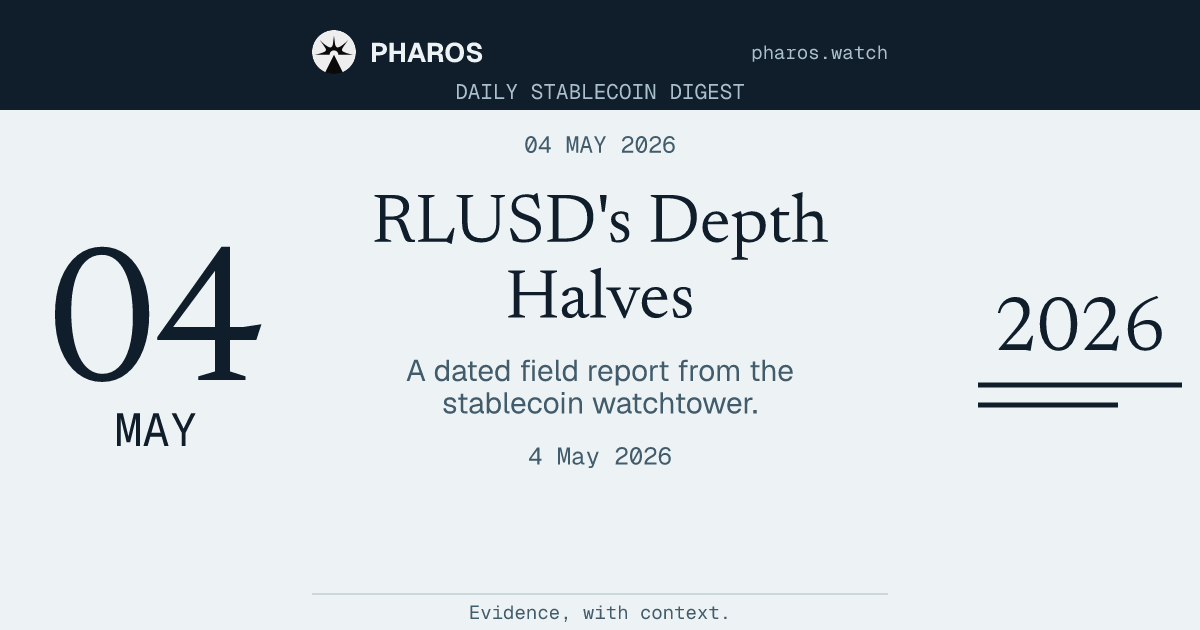 PHAROS
pharos.watch
DAILY STABLECOIN DIGEST
04 MAY 2026
RLUSD's Depth
Halves
A dated field report from the
stablecoin watchtower.
4 May 2026
04
MAY
2026
Evidence, with context.